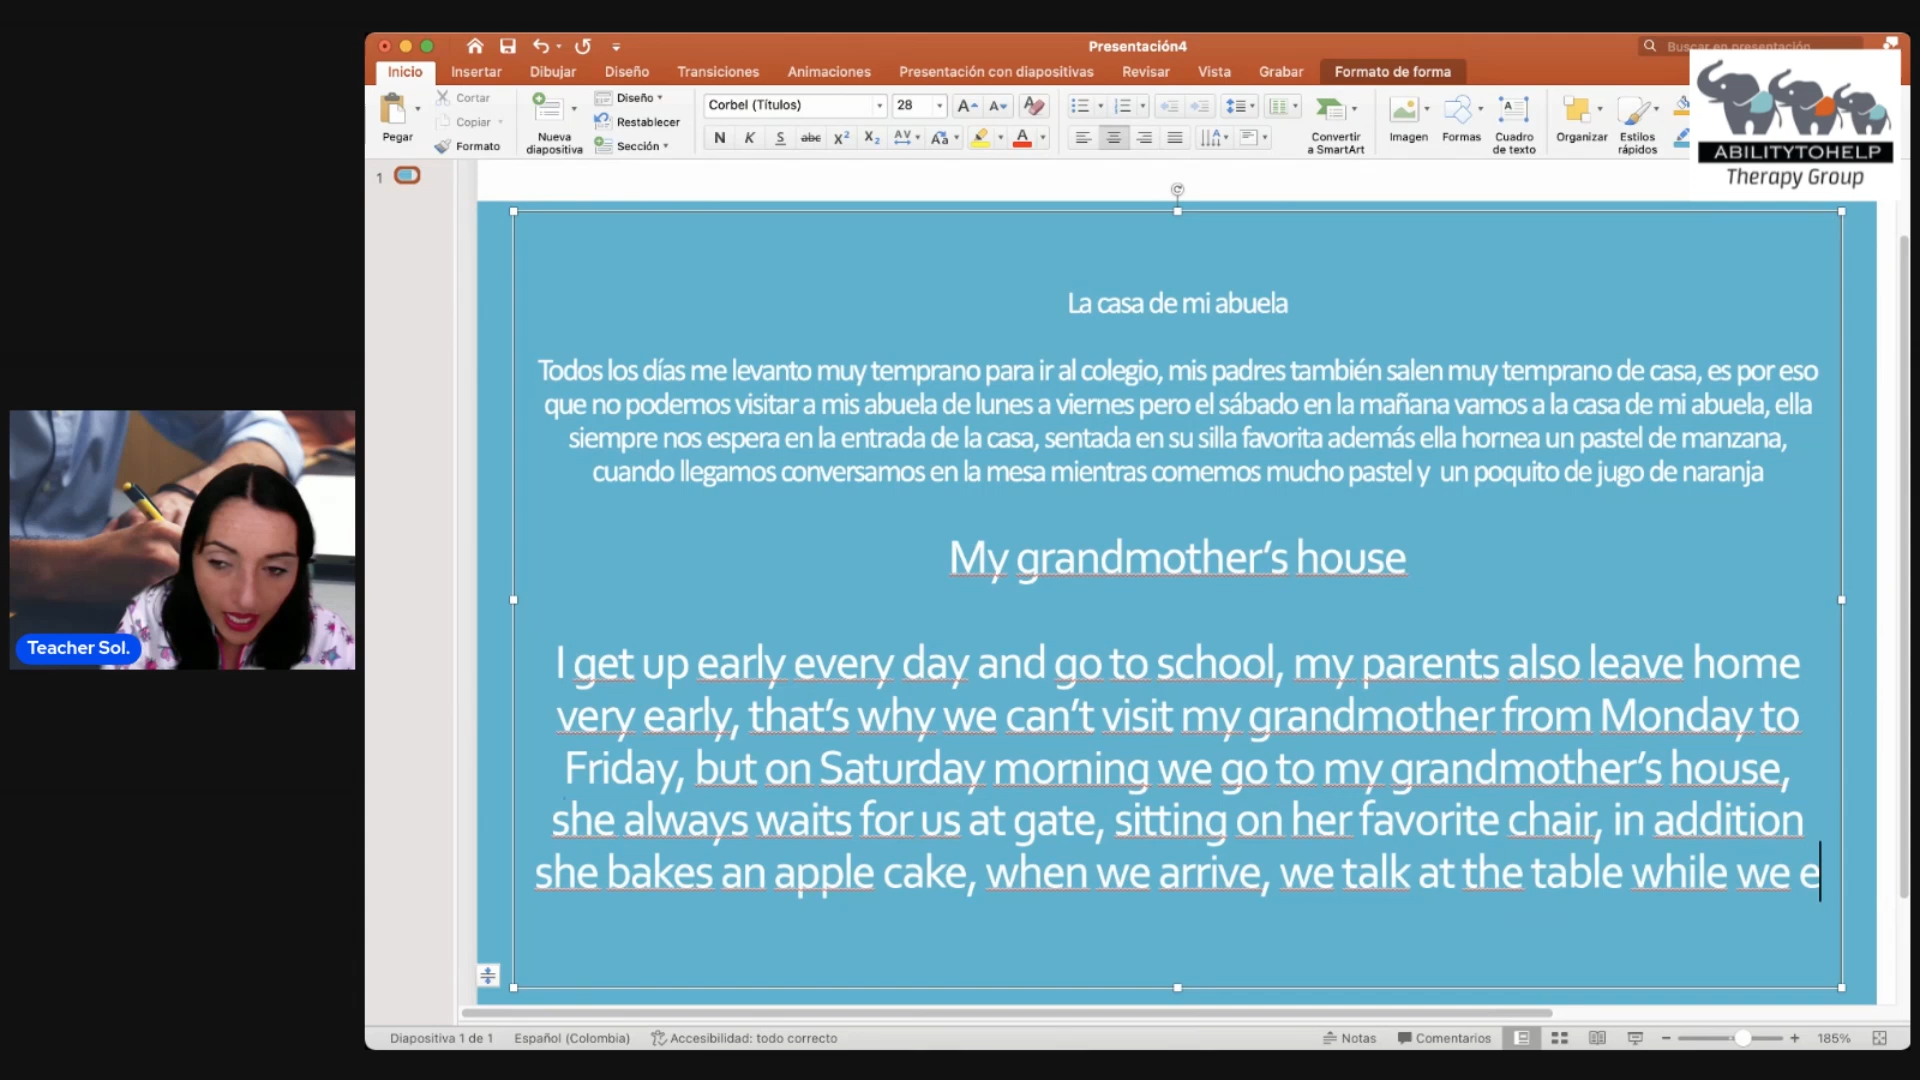 Presentación4
Buscar en presentación
Inicio
Insertar
Dibujar
Diseño
Transiciones
Animaciones
Presentación con diapositivas
Revisar
Vista
Grabar
Formato de forma
Pegar
Cortar
Copiar
Formato
Nueva
diapositiva
Diseño
Restablecer
Sección
Corbel (Títulos)
28
N K S abc X² X₂ AV Aa A
Convertir
a SmartArt
Imagen
Formas
Cuadro
de texto
Organizar
Estilos
rápidos
ABILITYTOHELP
Therapy Group
1
La casa de mi abuela
Todos los días me levanto muy temprano para ir al colegio, mis padres también salen muy temprano de casa, es por eso
que no podemos visitar a mis abuela de lunes a viernes pero el sábado en la mañana vamos a la casa de mi abuela, ella
siempre nos espera en la entrada de la casa, sentada en su silla favorita además ella hornea un pastel de manzana,
cuando llegamos conversamos en la mesa mientras comemos mucho pastel y un poquito de jugo de naranja
My grandmother’s house
I get up early every day and go to school, my parents also leave home
very early, that’s why we can’t visit my grandmother from Monday to
Friday, but on Saturday morning we go to my grandmother’s house,
she always waits for us at gate, sitting on her favorite chair, in addition
she bakes an apple cake, when we arrive, we talk at the table while we e
Teacher Sol.
Diapositiva 1 de 1
Español (Colombia)
Accesibilidad: todo correcto
Notas
Comentarios
185%